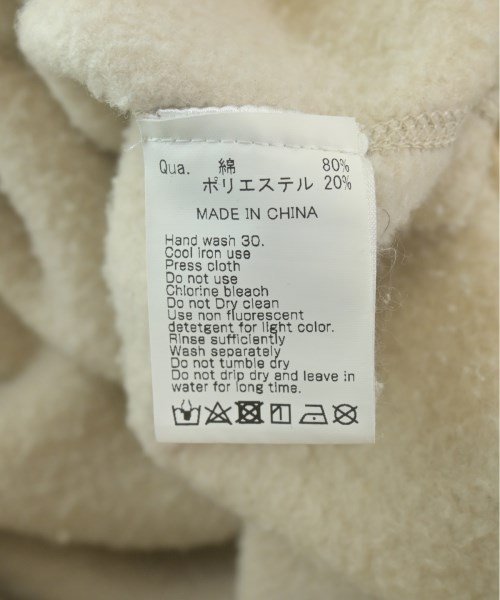 Qua. 綿 80%
ポリエステル 20%
MADE IN CHINA
Hand wash 30.
Cool iron use
Press cloth
Do not use
Chlorine bleach
Do not Dry clean
Use non fluorescent
detetgent for light color.
Rinse sufficiently
Wash separately
Do not tumble dry
Do not drip dry and leave in
water for long time.